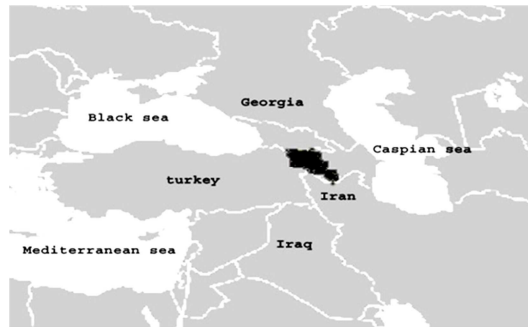 Georgia
Black sea
Caspian sea
turkey
Iran
Mediterranean sea
Iraq